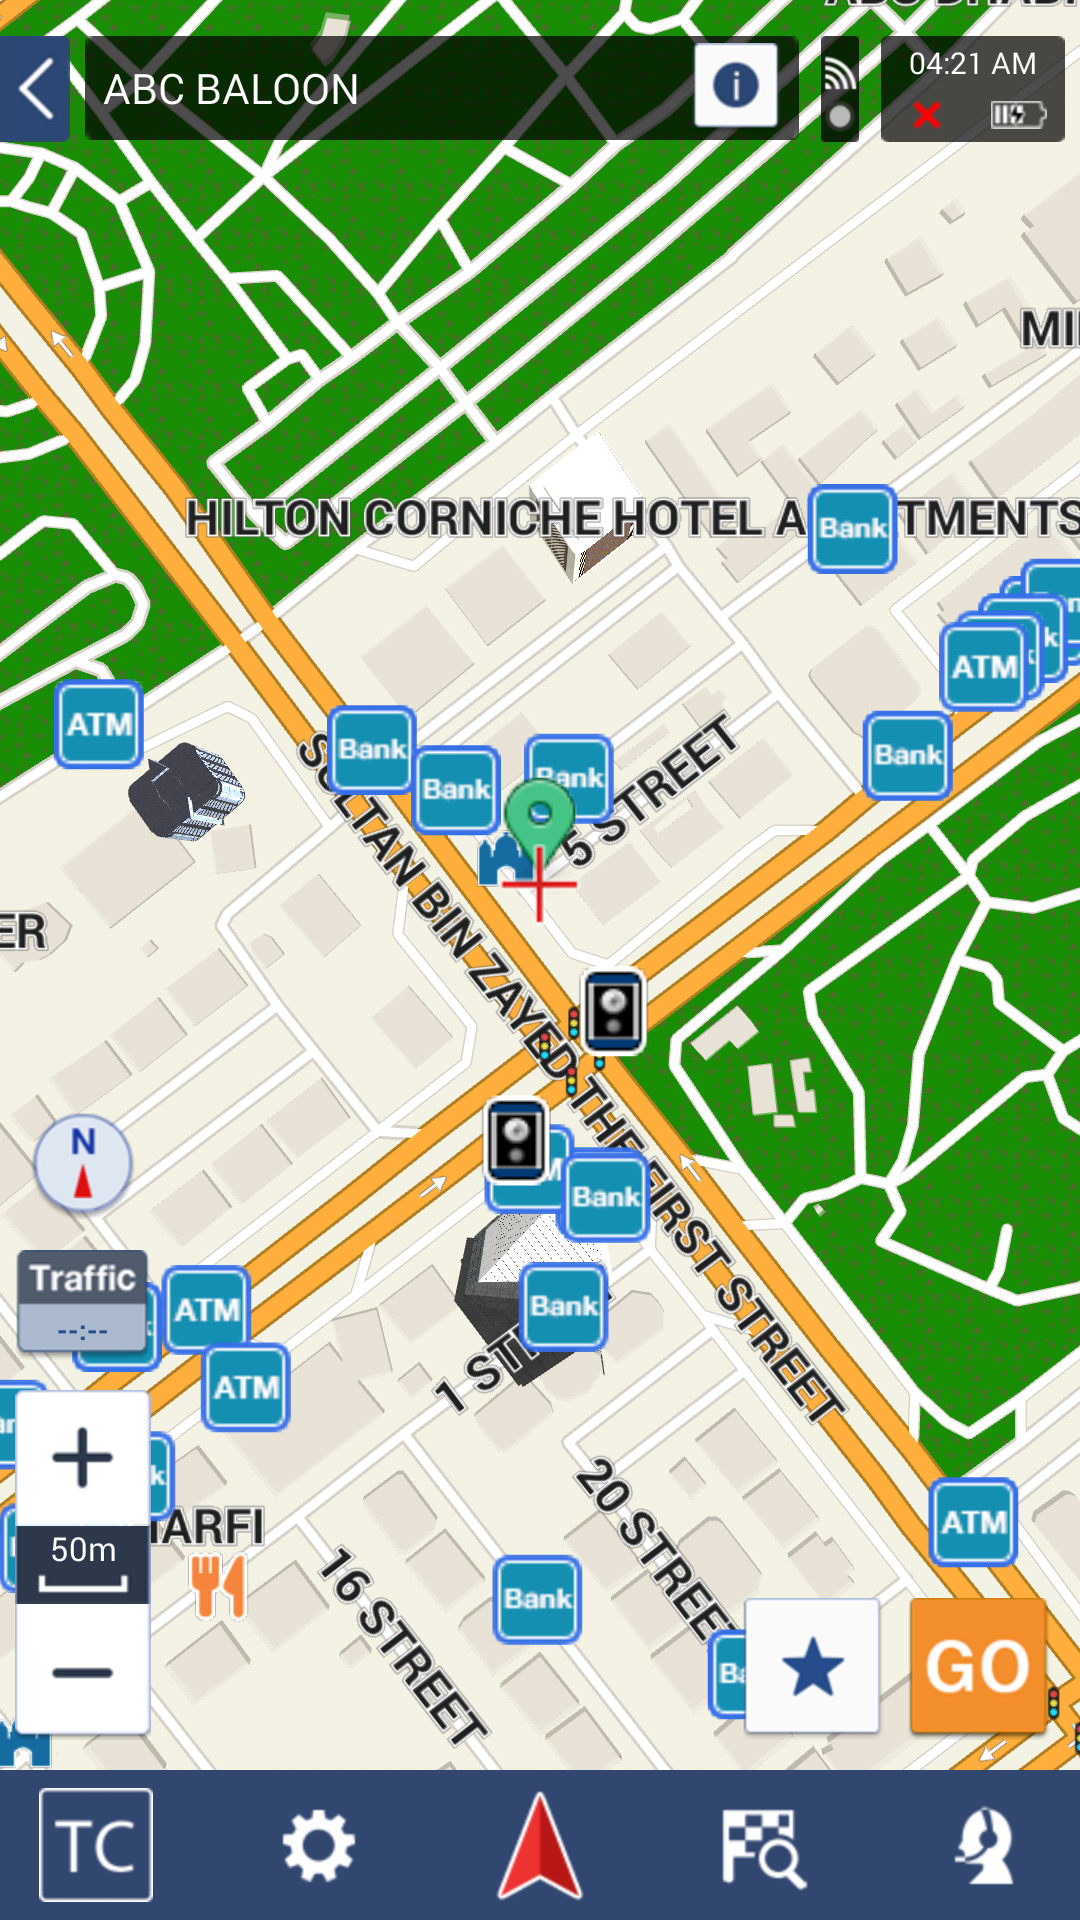 ABC BALOON
i
04:21 AM
HILTON CORNICHE HOTEL A
TMENTS
Bank
ATM
Bank
ATM
Bank
Bank
Bank
Bank
5 STREET
SULTAN BIN ZAYED THE FIRST STREET
ER
N
Bank
Traffic
--:--
ATM
Bank
ATM
1 ST
20 STREET
ATM
50m
16 STREET
Bank
GO
TC